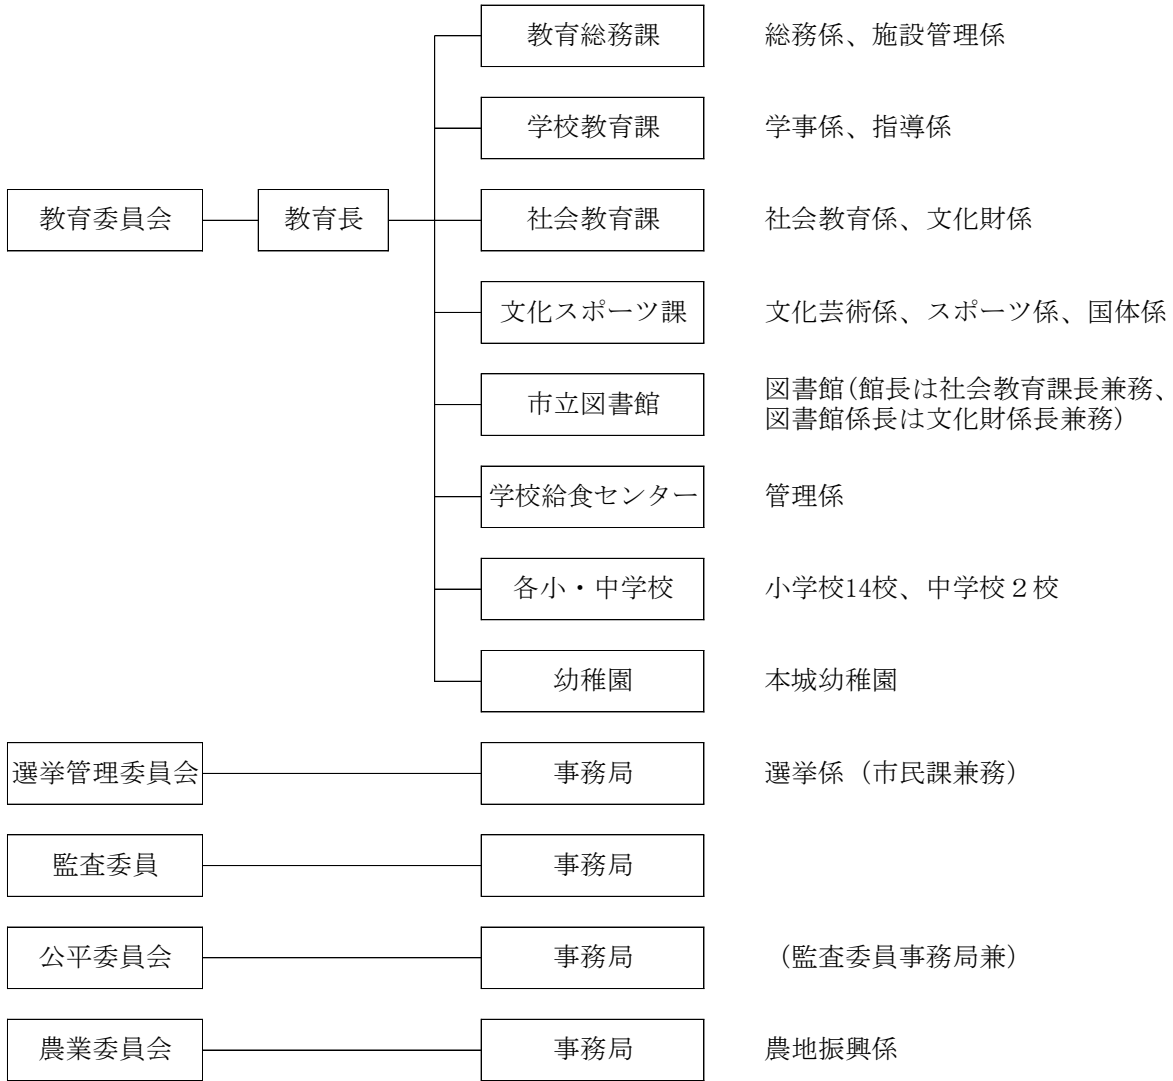 教育総務課 総務係、施設管理係
学校教育課 学事係、指導係
教育委員会 教育長 社会教育課 社会教育係、文化財係
文化スポーツ課 文化芸術係、スポーツ係、国体係
市立図書館 図書館(館長は社会教育課長兼務、
図書館係長は文化財係長兼務)
学校給食センター 管理係
各小・中学校 小学校14校、中学校２校
幼稚園 本城幼稚園
選挙管理委員会 事務局 選挙係（市民課兼務）
監査委員 事務局
公平委員会 事務局 （監査委員事務局兼）
農業委員会 事務局 農地振興係